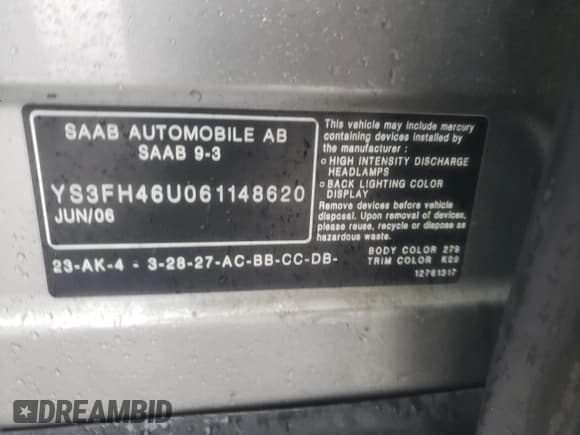 SAAB AUTOMOBILE AB
SAAB 9-3
YS3FH46U061148620
JUN/06
23-AK-4 - 3-28-27-AC-BB-CC-DB-
This vehicle may include mercury
containing devices installed by
the manufacturer :
o HIGH INTENSITY DISCHARGE
HEADLAMPS
o BACK LIGHTING COLOR
DISPLAY
Remove devices before vehicle
disposal. Upon removal of devices,
please reuse, recycle or dispose as
hazardous waste.
BODY COLOR 279
TRIM COLOR K09
12761317
DREAMBID